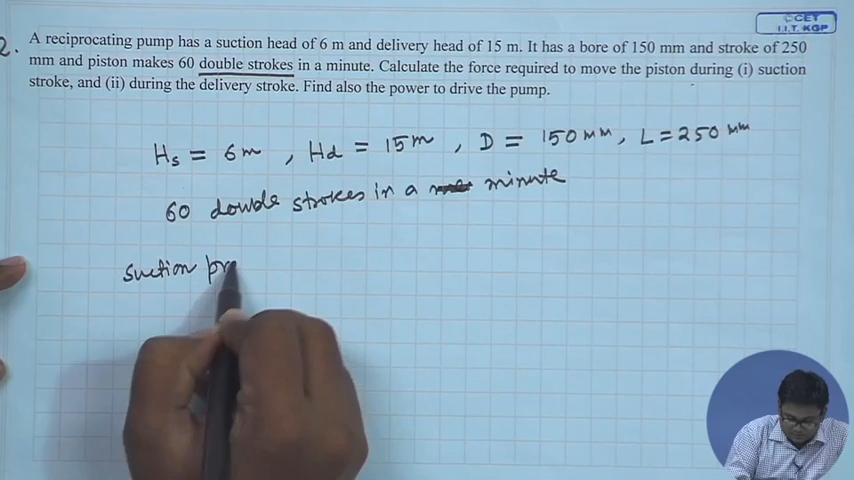 ©CET
I.I.T. KGP
2. A reciprocating pump has a suction head of 6 m and delivery head of 15 m. It has a bore of 150 mm and stroke of 250
mm and piston makes 60 double strokes in a minute. Calculate the force required to move the piston during (i) suction
stroke, and (ii) during the delivery stroke. Find also the power to drive the pump.
Hs = 6m , Hd = 15m , D = 150 mm, L = 250 mm
60 double strokes in a minute
suction pr